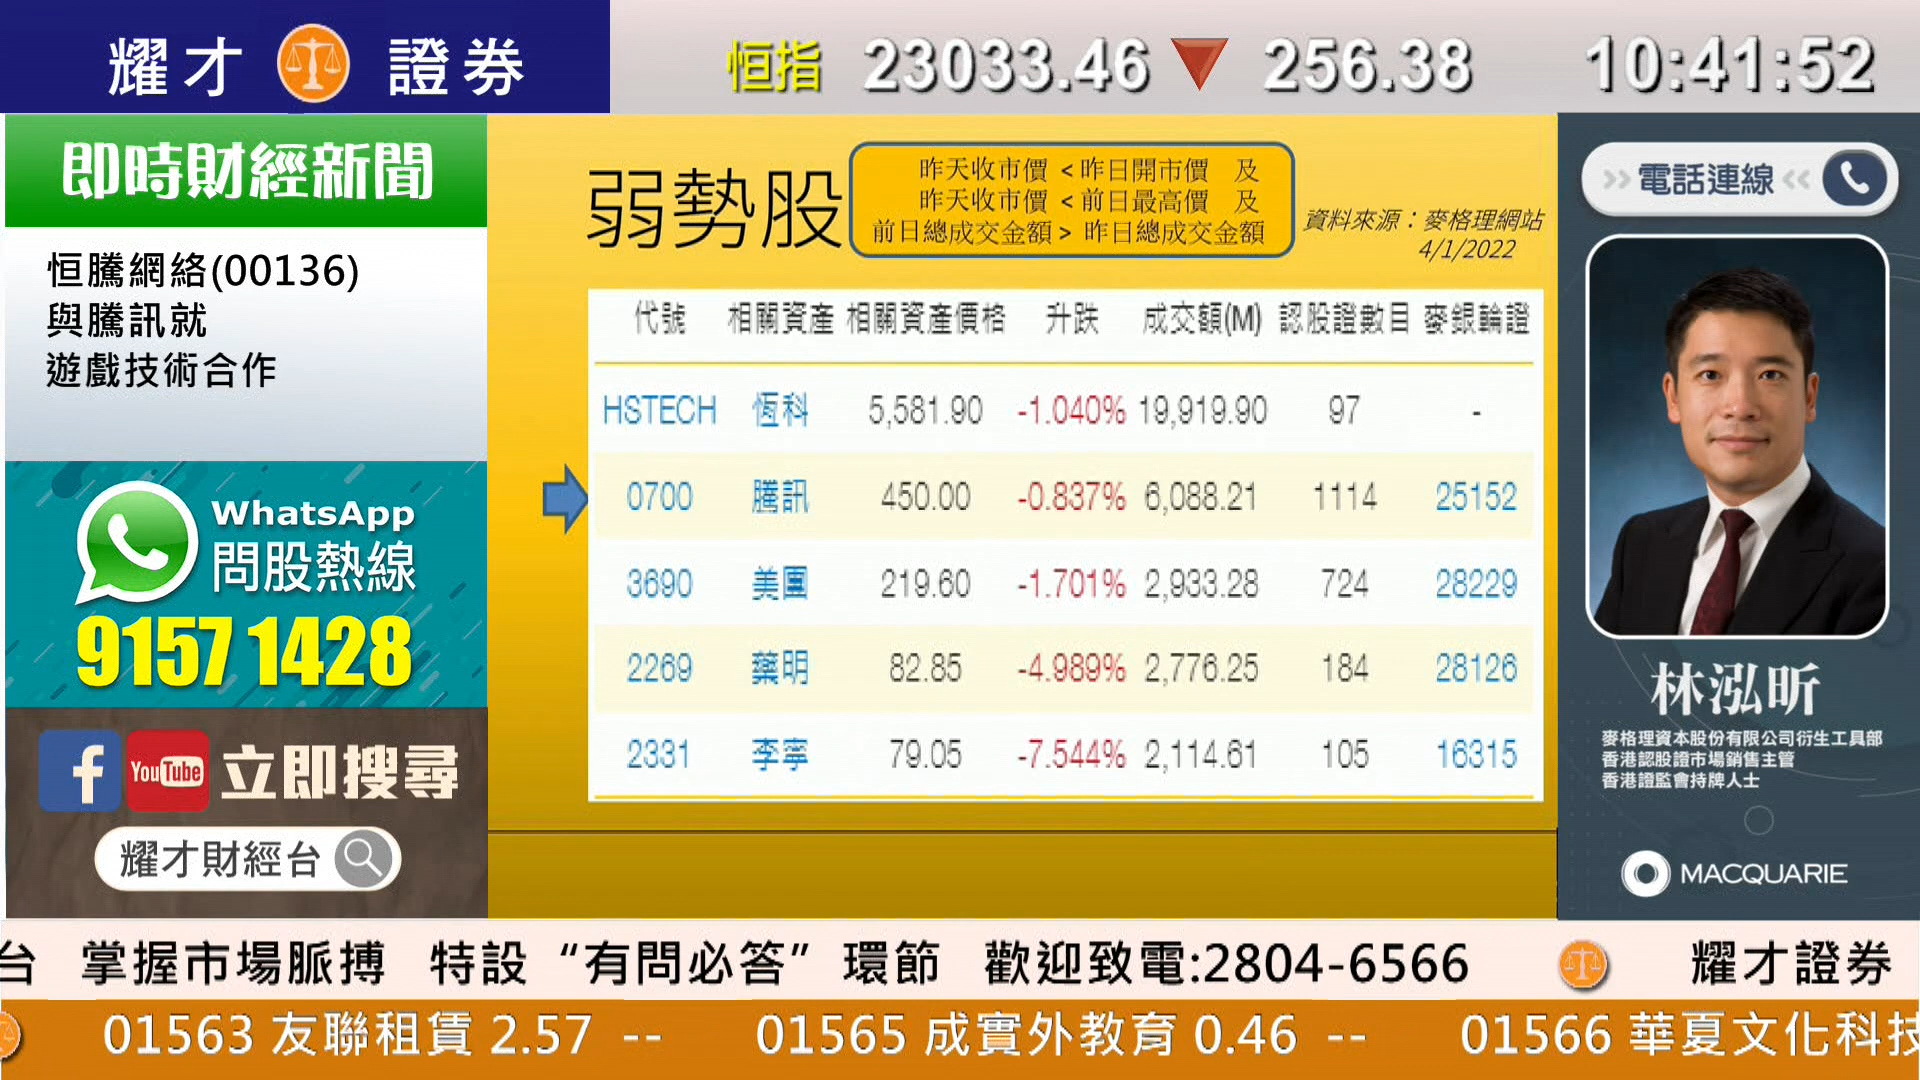 耀才 證券
恒指 23033.46 ▼ 256.38 10:41:52
即時財經新聞
恒騰網絡(00136)
與騰訊就
遊戲技術合作
WhatsApp
問股熱線
9157 1428
f YouTube 立即搜尋
耀才財經台
弱勢股
昨天收市價 < 昨日開市價 及
昨天收市價 < 前日最高價 及
前日總成交金額 > 昨日總成交金額
資料來源：麥格理網站
4/1/2022
代號 相關資產 相關資產價格 升跌 成交額(M) 認股證數目 麥銀輪證
HSTECH 恆科 5,581.90 -1.040% 19,919.90 97 -
0700 騰訊 450.00 -0.837% 6,088.21 1114 25152
3690 美團 219.60 -1.701% 2,933.28 724 28229
2269 藥明 82.85 -4.989% 2,776.25 184 28126
2331 李寧 79.05 -7.544% 2,114.61 105 16315
>> 電話連線 <<
林泓昕
麥格理資本股份有限公司衍生工具部
香港認股證市場銷售主管
香港證監會持牌人士
MACQUARIE
台 掌握市場脈搏 特設“有問必答”環節 歡迎致電:2804-6566 耀才證券
01563 友聯租賃 2.57 -- 01565 成實外教育 0.46 -- 01566 華夏文化科技